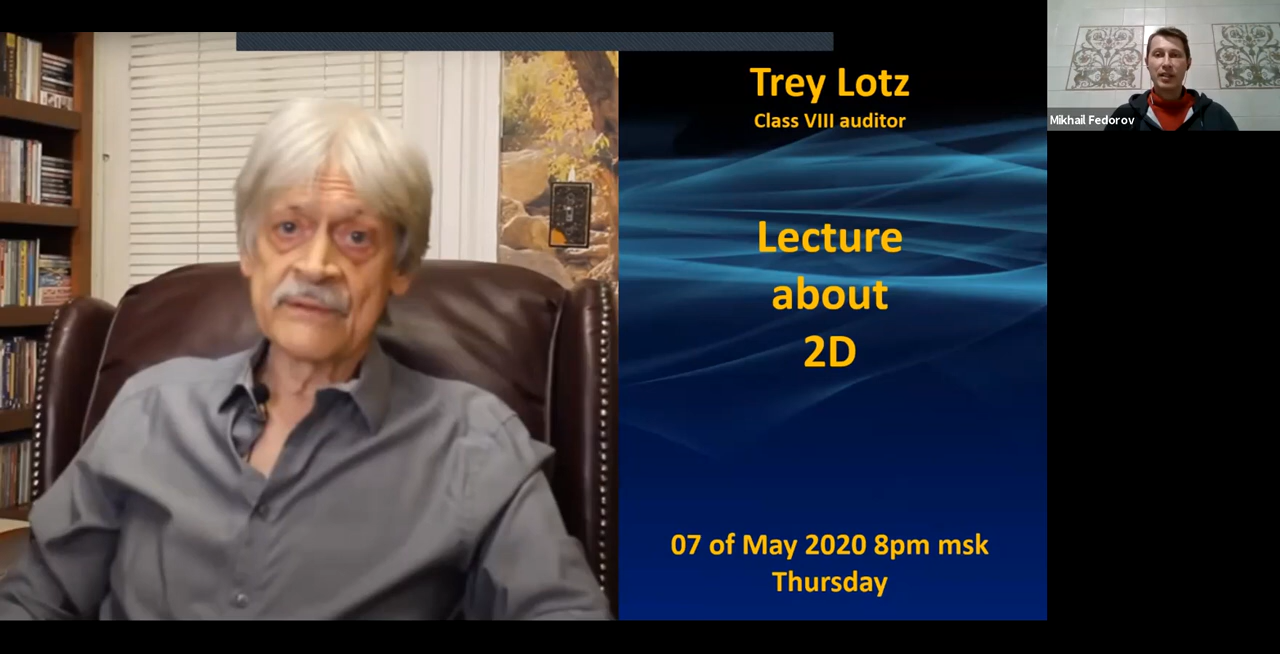 Trey Lotz
Class VIII auditor
Lecture
about
2D
07 of May 2020 8pm msk
Thursday
Mikhail Fedorov